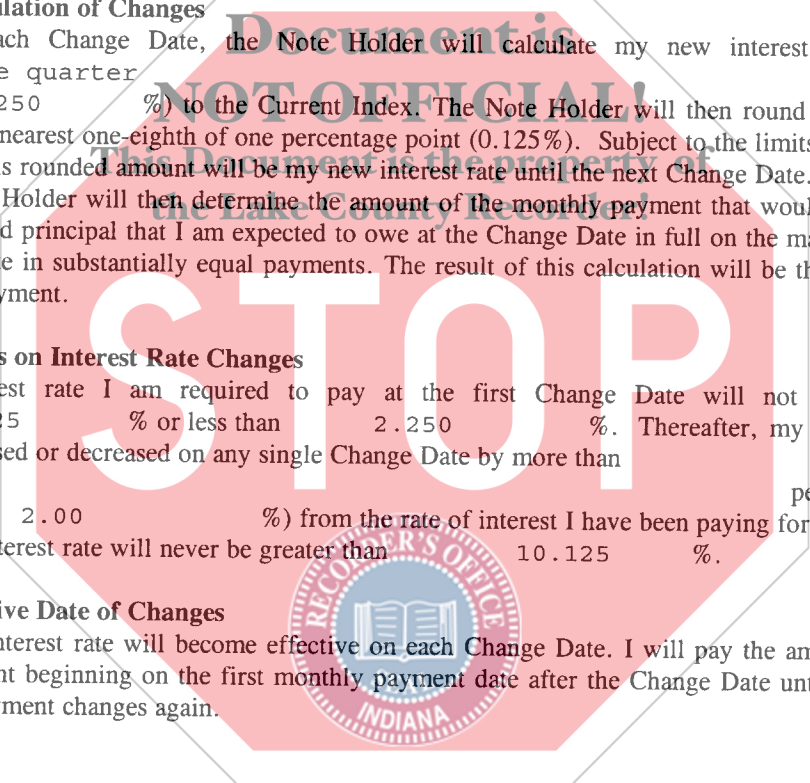 ulation of Changes
ach Change Date, the Note Holder will calculate my new interest
e quarter
250 %) to the Current Index. The Note Holder will then round
nearest one-eighth of one percentage point (0.125%). Subject to the limits
s rounded amount will be my new interest rate until the next Change Date.
Holder will then determine the amount of the monthly payment that woul
d principal that I am expected to owe at the Change Date in full on the ma
e in substantially equal payments. The result of this calculation will be th
yment.
s on Interest Rate Changes
est rate I am required to pay at the first Change Date will not
25 % or less than 2.250 %. Thereafter, my
sed or decreased on any single Change Date by more than
pe
2.00 %) from the rate of interest I have been paying for
terest rate will never be greater than 10.125 %.
ive Date of Changes
nterest rate will become effective on each Change Date. I will pay the am
nt beginning on the first monthly payment date after the Change Date unt
yment changes again.
Document is
NOT OFFICIAL!
This Document is the property of
the Lake County Recorder!
STOP
RECORDER'S OFFICE
SEAL
INDIANA